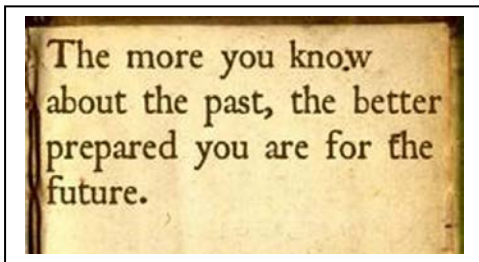 The more you know
about the past, the better
prepared you are for the
future.